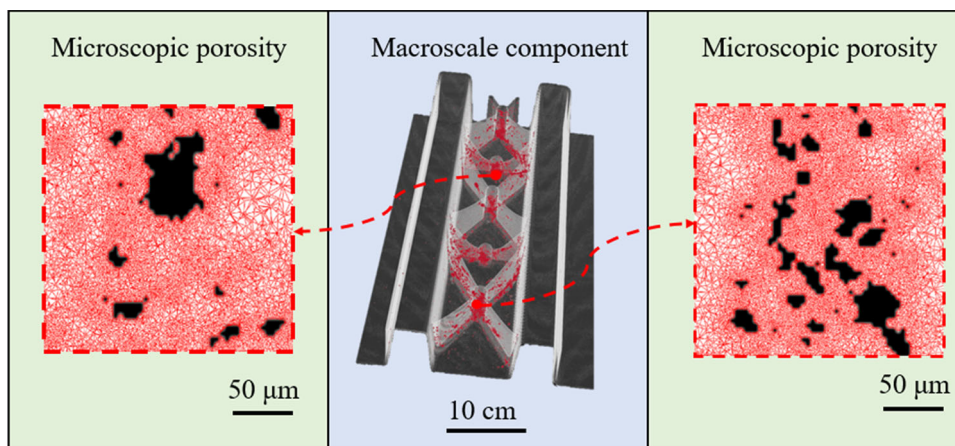 Microscopic porosity
Macroscale component
Microscopic porosity
50 μm
10 cm
50 μm